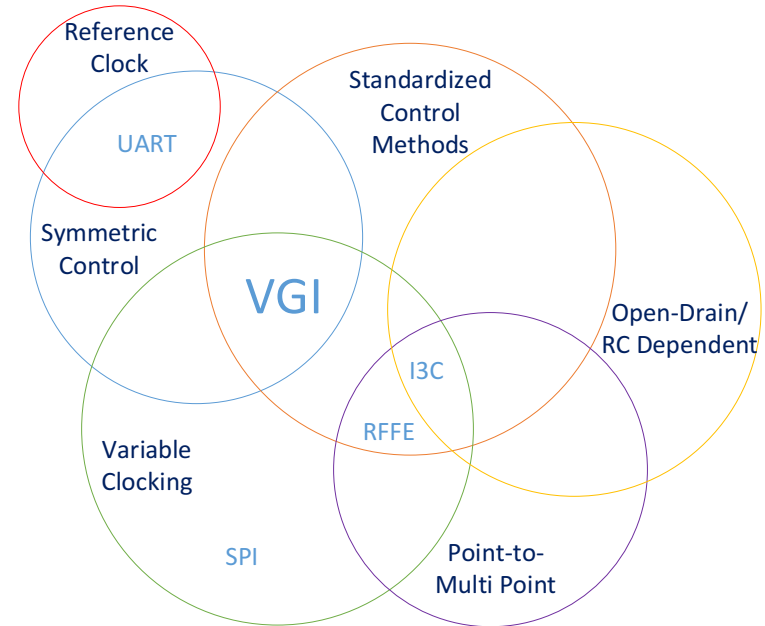 Reference
Clock
UART
Standardized
Control
Methods
Symmetric
Control
VGI
Open-Drain/
RC Dependent
I3C
RFFE
Variable
Clocking
SPI
Point-to-
Multi Point